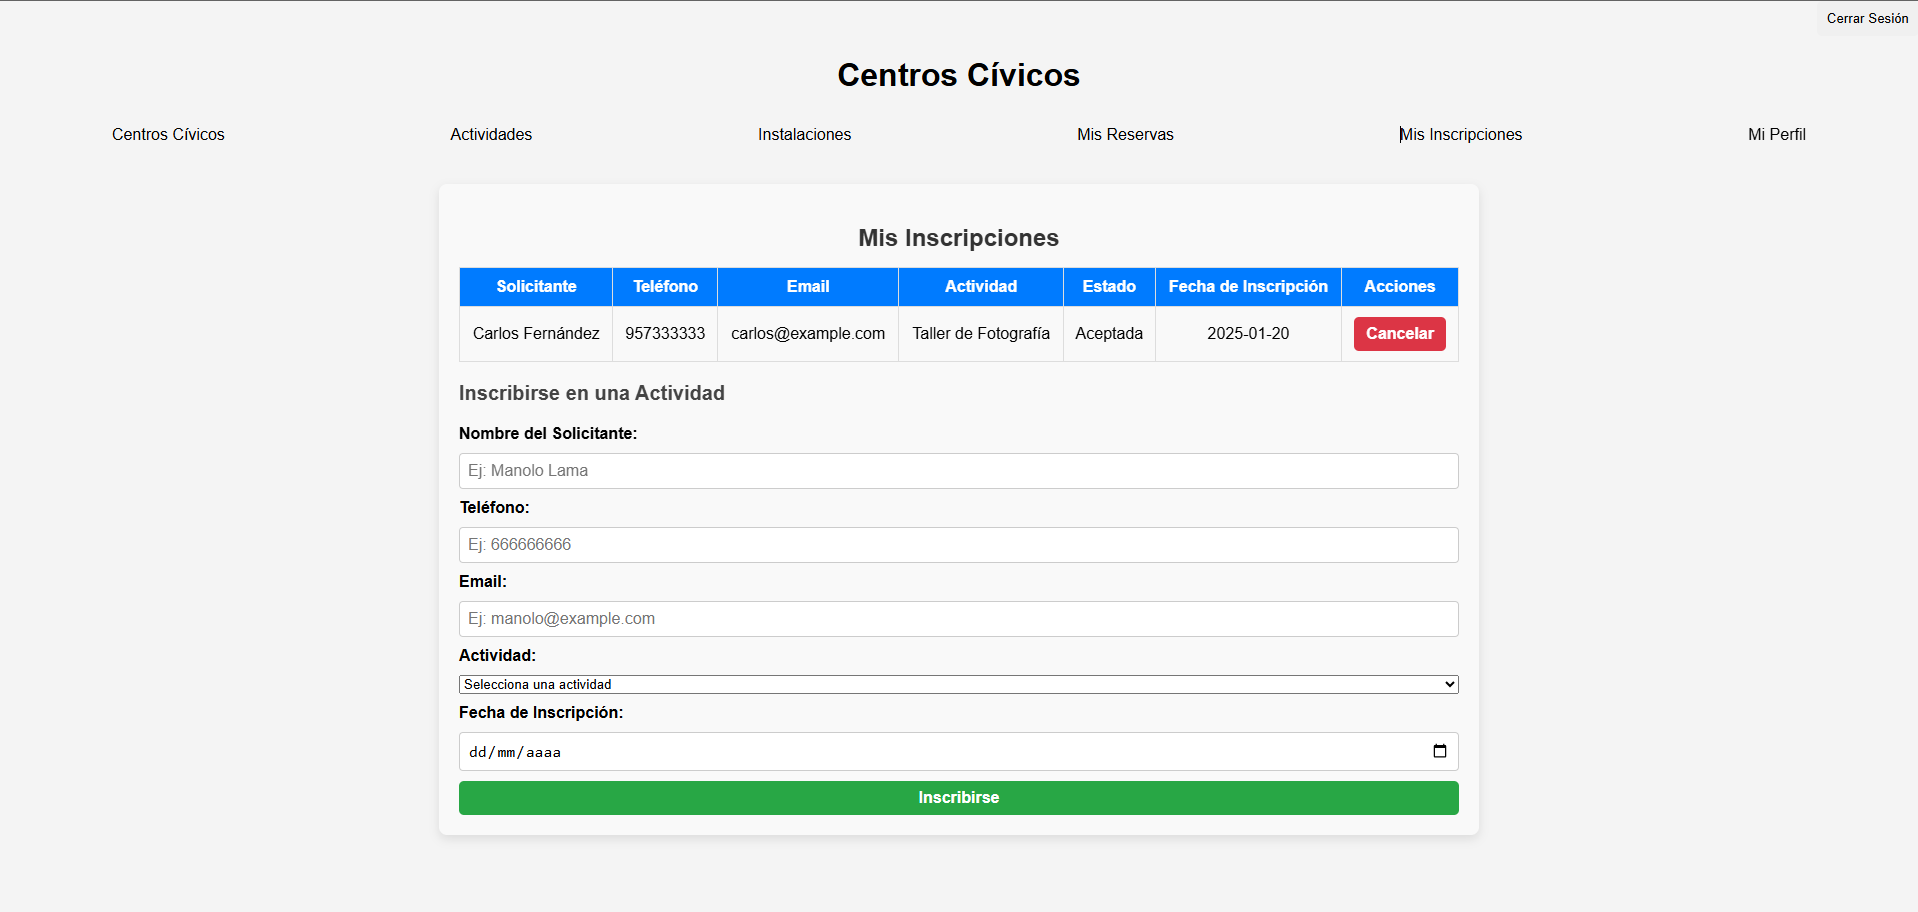 Cerrar Sesión
Centros Cívicos
Centros Cívicos Actividades Instalaciones Mis Reservas Mis Inscripciones Mi Perfil
Mis Inscripciones
Solicitante Teléfono Email Actividad Estado Fecha de Inscripción Acciones
Carlos Fernández 957333333 carlos@example.com Taller de Fotografía Aceptada 2025-01-20 Cancelar
Inscribirse en una Actividad
Nombre del Solicitante:
Ej: Manolo Lama
Teléfono:
Ej: 666666666
Email:
Ej: manolo@example.com
Actividad:
Selecciona una actividad
Fecha de Inscripción:
dd/mm/aaaa
Inscribirse